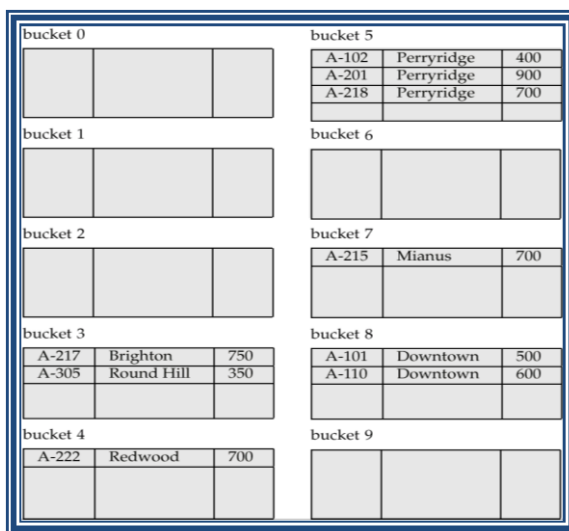 bucket 0
bucket 1
bucket 2
bucket 3
A-217 Brighton 750
A-305 Round Hill 350
bucket 4
A-222 Redwood 700
bucket 5
A-102 Perryridge 400
A-201 Perryridge 900
A-218 Perryridge 700
bucket 6
bucket 7
A-215 Mianus 700
bucket 8
A-101 Downtown 500
A-110 Downtown 600
bucket 9